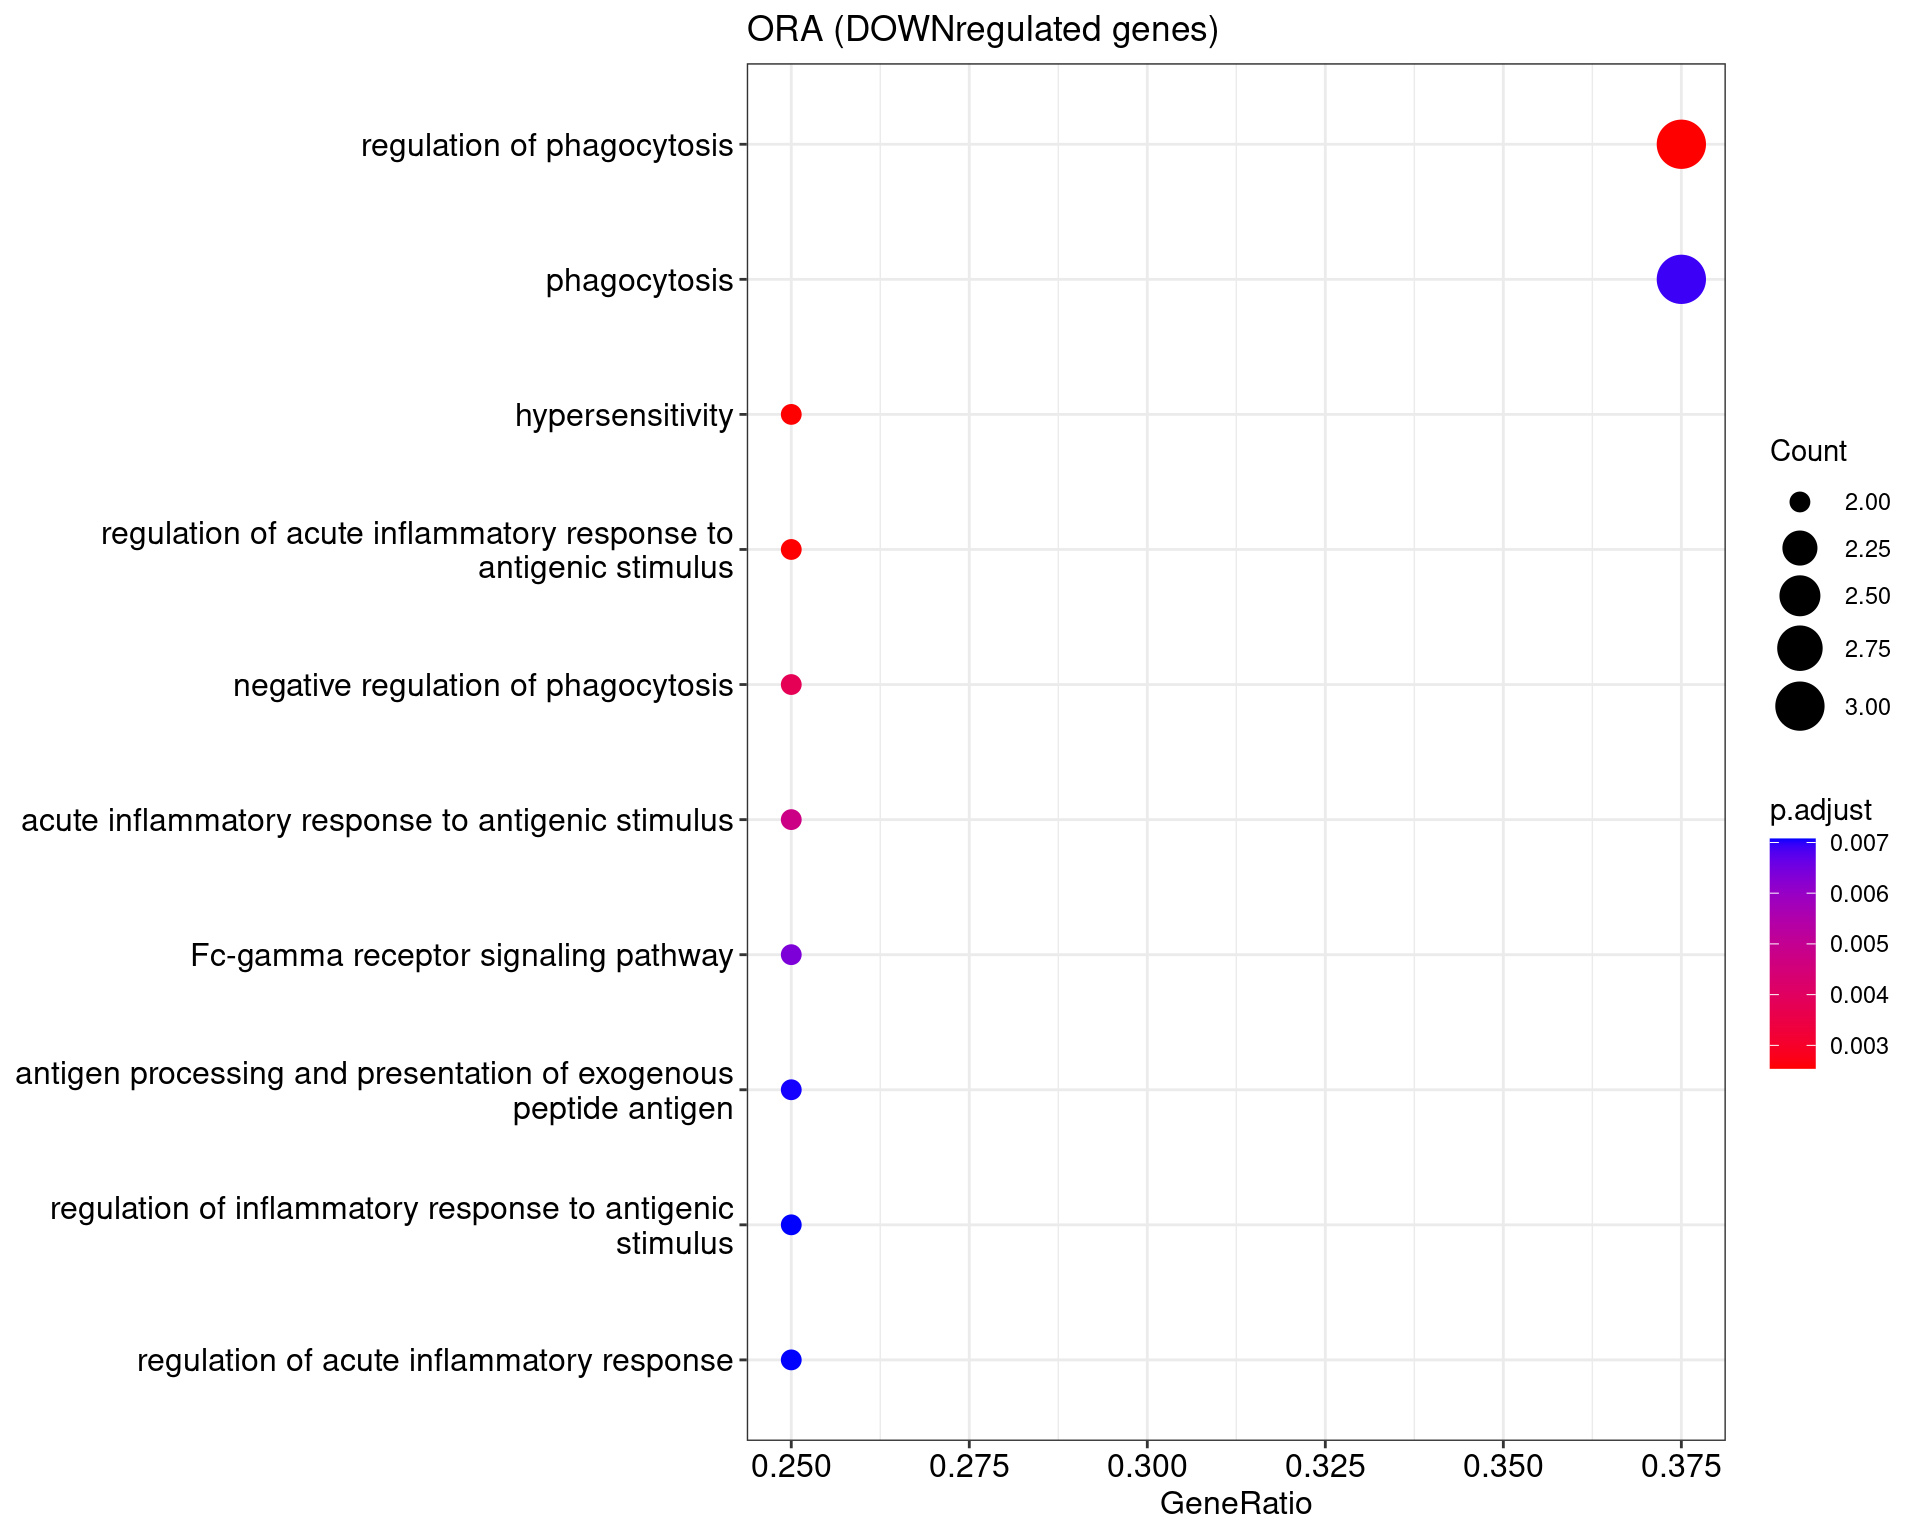 ORA (DOWNregulated genes)
regulation of phagocytosis
phagocytosis
hypersensitivity
regulation of acute inflammatory response to
antigenic stimulus
negative regulation of phagocytosis
acute inflammatory response to antigenic stimulus
Fc-gamma receptor signaling pathway
antigen processing and presentation of exogenous
peptide antigen
regulation of inflammatory response to antigenic
stimulus
regulation of acute inflammatory response
0.250
0.275
0.300
0.325
0.350
0.375
GeneRatio
Count
2.00
2.25
2.50
2.75
3.00
p.adjust
0.007
0.006
0.005
0.004
0.003